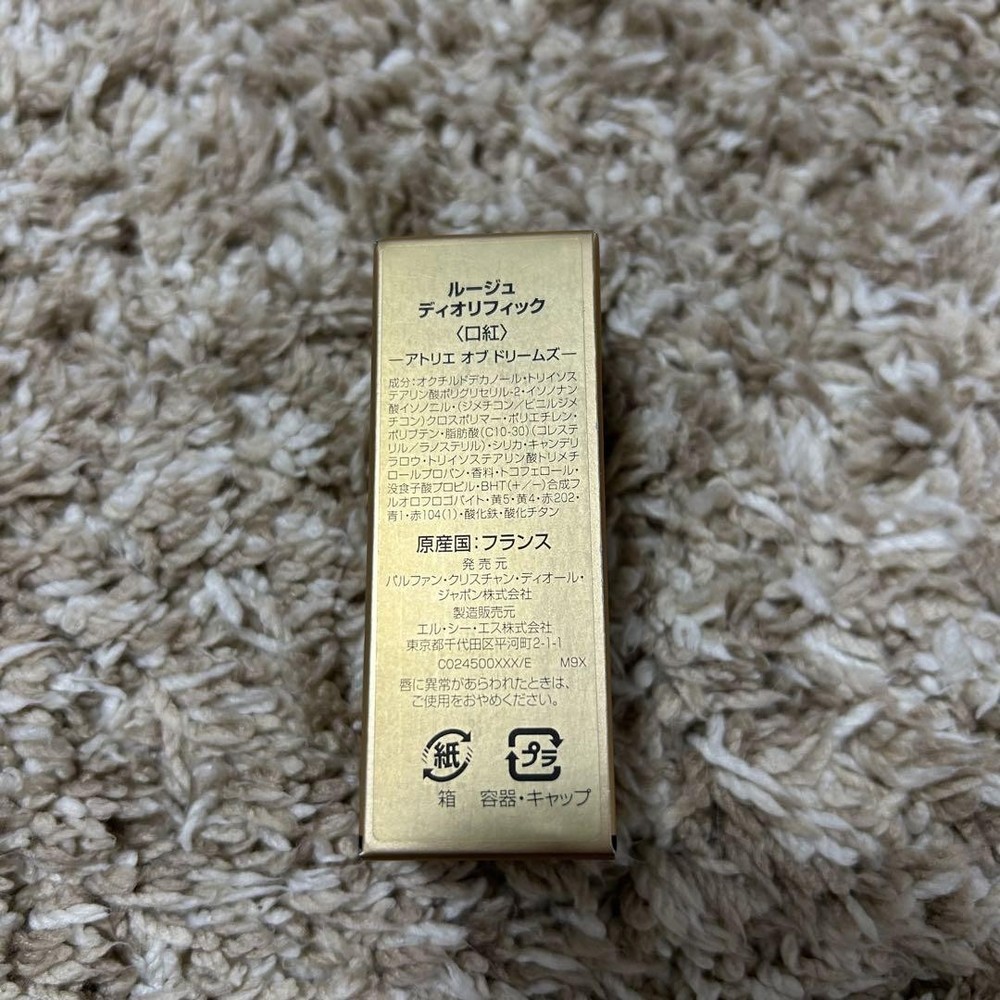 ルージュ
ディオリフィック
〈口紅〉
―アトリエ オブ ドリームズ―
成分:オクチルドデカノール・トリイソス
テアリン酸ポリグリセリル-2・イソノナン
酸イソノニル・(ジメチコン/ビニルジメ
チコン)クロスポリマー・ポリエチレン・
ポリブテン・脂肪酸(C10-30)(コレステ
リル/ラノステリル)・シリカ・キャンデリ
ラロウ・トリイソステアリン酸トリメチ
ロールプロパン・香料・トコフェロール・
没食子酸プロピル・BHT(+/−)合成フ
ルオロフロゴパイト・黄5・黄4・赤202・
青1・赤104(1)・酸化鉄・酸化チタン
原産国:フランス
発売元
パルファン・クリスチャン・ディオール・
ジャポン株式会社
製造販売元
エル・シー・エス株式会社
東京都千代田区平河町2-1-1
C024500XXX/E M9X
唇に異常があらわれたときは、
ご使用をおやめください。
紙 プラ
箱 容器・キャップ